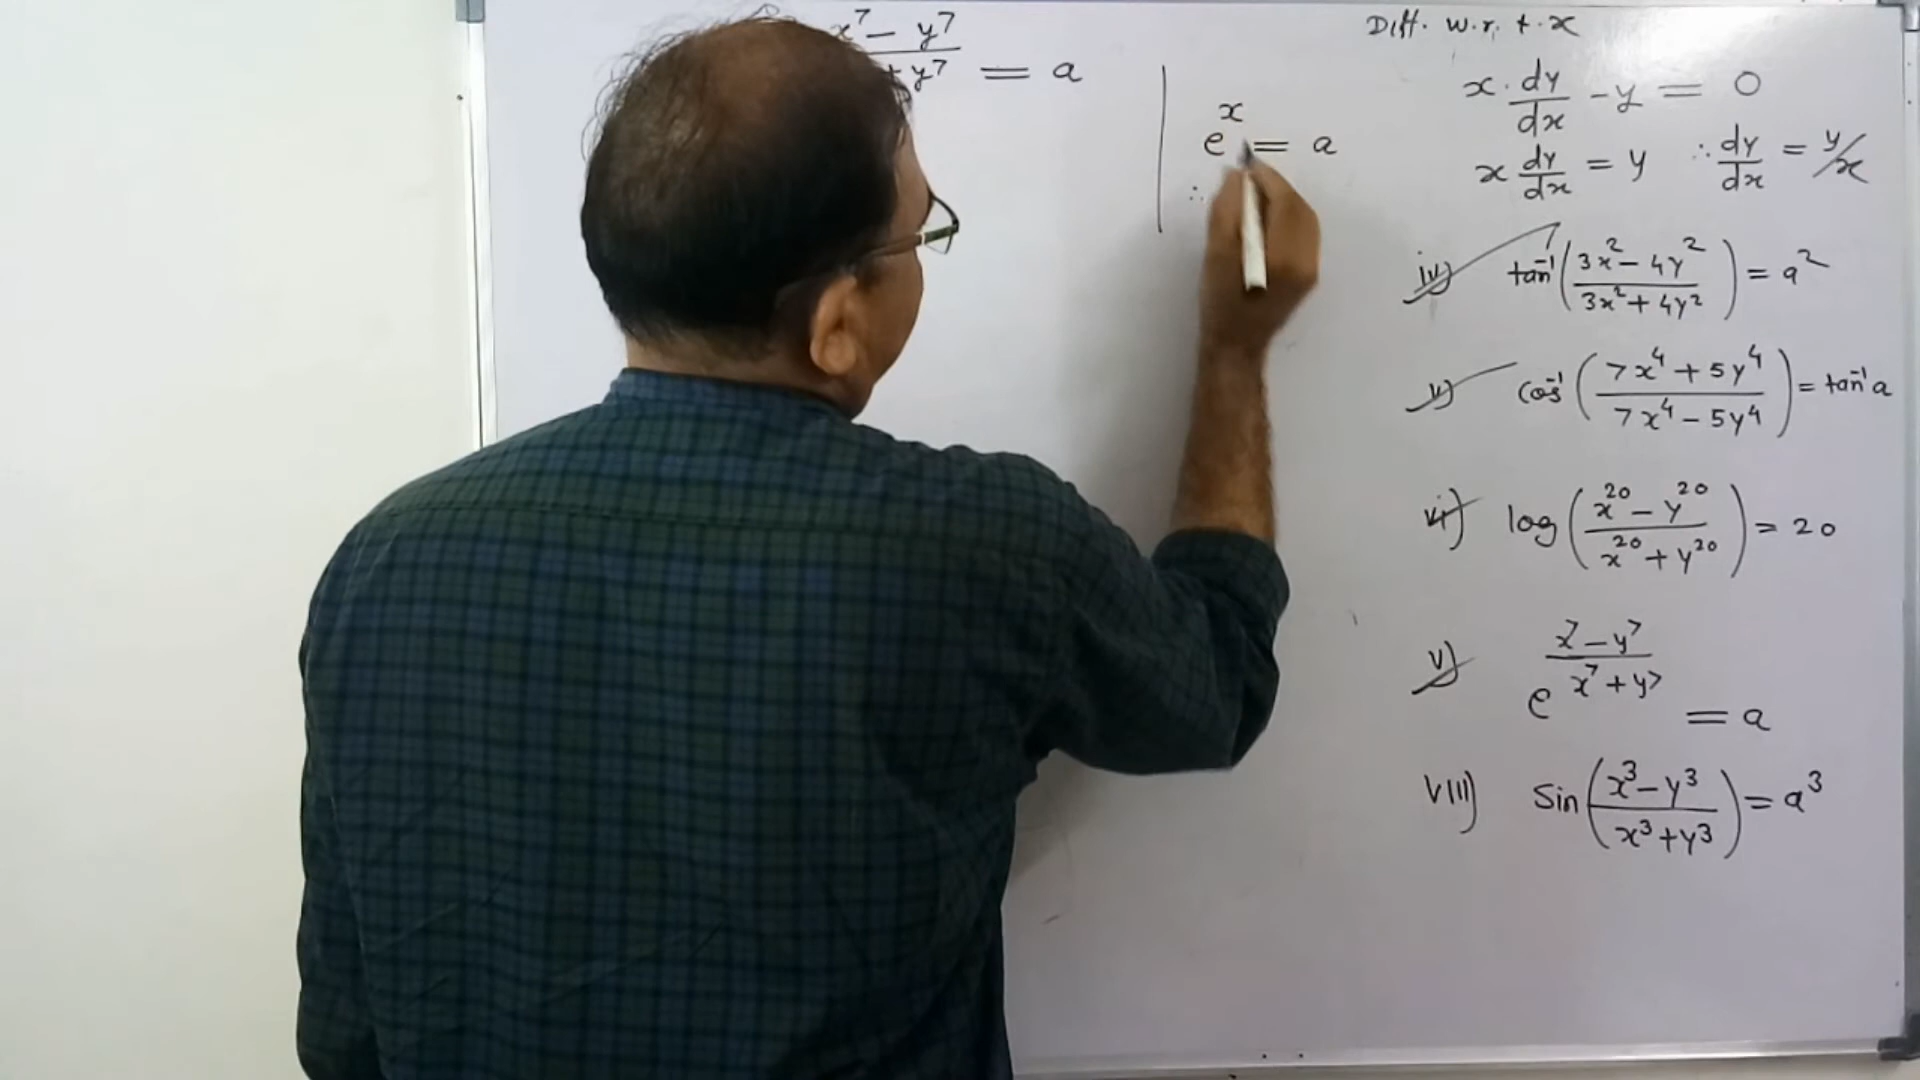 x⁷ - y⁷
+ y⁷ = a
eˣ = a
∴
Diff. w.r.t.x
x · dy/dx - y = 0
x dy/dx = y ∴ dy/dx = y/x
iv) tan⁻¹ (3x² - 4y² / 3x² + 4y²) = a²
v) cos⁻¹ (7x⁴ + 5y⁴ / 7x⁴ - 5y⁴) = tan⁻¹ a
vi) log (x²⁰ - y²⁰ / x²⁰ + y²⁰) = 20
v) e^(x⁷ - y⁷ / x⁷ + y⁷) = a
VIII) Sin (x³ - y³ / x³ + y³) = a³